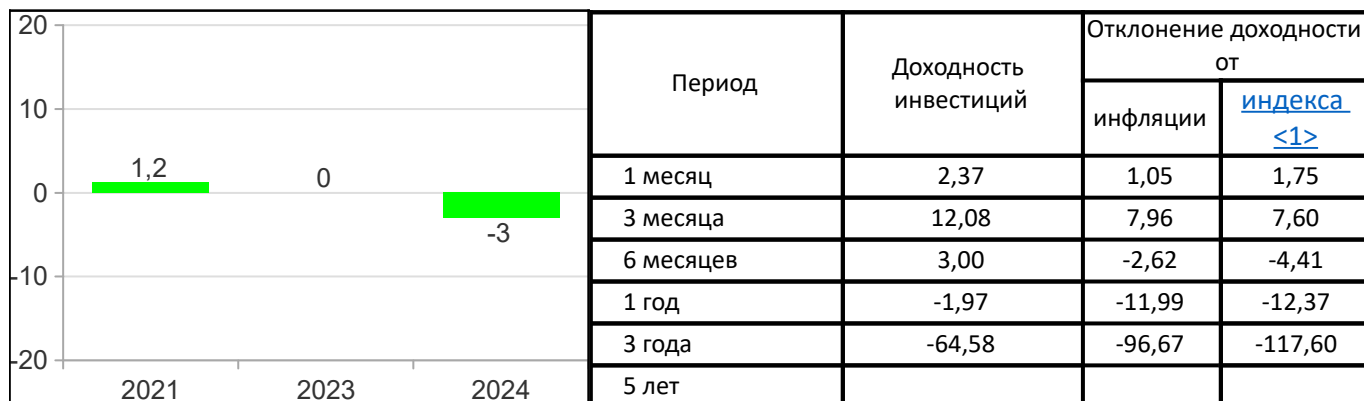 20
10
0
-10
-20
1,2
0
-3
2021
2023
2024
Период
Доходность
инвестиций
Отклонение доходности
от
инфляции
индекса
<1>
1 месяц 2,37 1,05 1,75
3 месяца 12,08 7,96 7,60
6 месяцев 3,00 -2,62 -4,41
1 год -1,97 -11,99 -12,37
3 года -64,58 -96,67 -117,60
5 лет